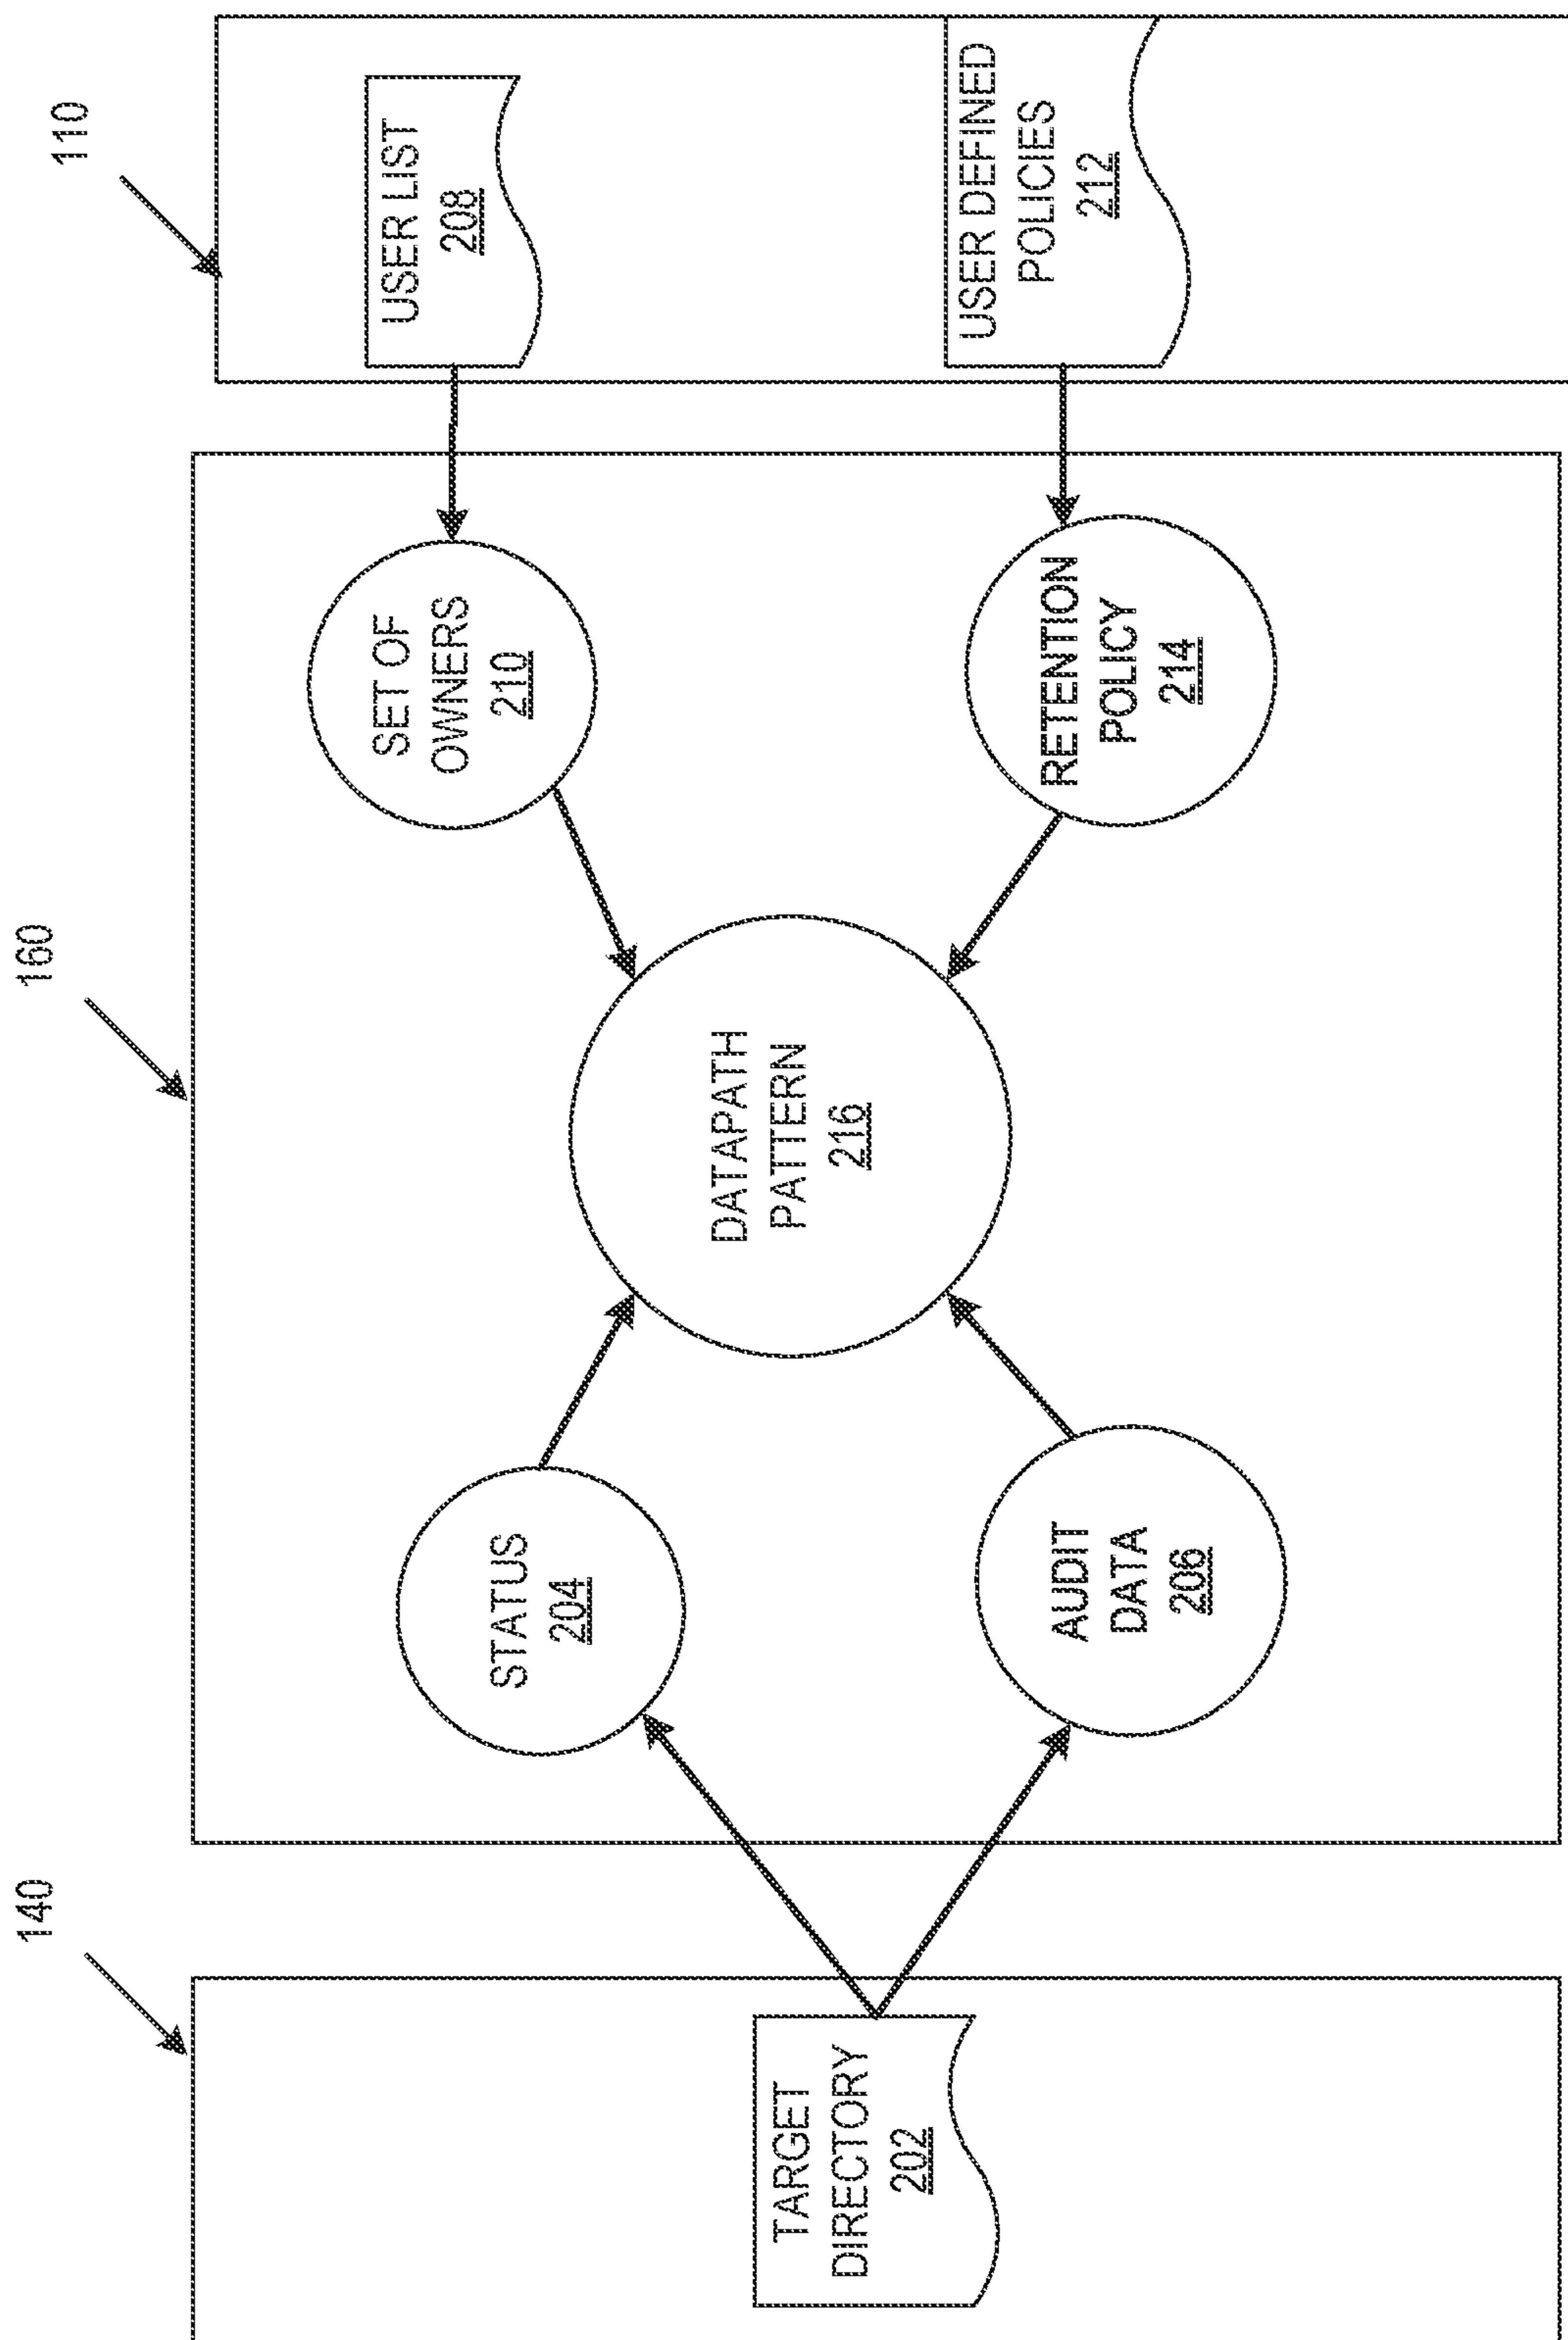 140
160
110
TARGET
DIRECTORY
202
STATUS
204
AUDIT
DATA
206
DATAPATH
PATTERN
216
SET OF
OWNERS
210
RETENTION
POLICY
214
USER LIST
208
USER DEFINED
POLICIES
212